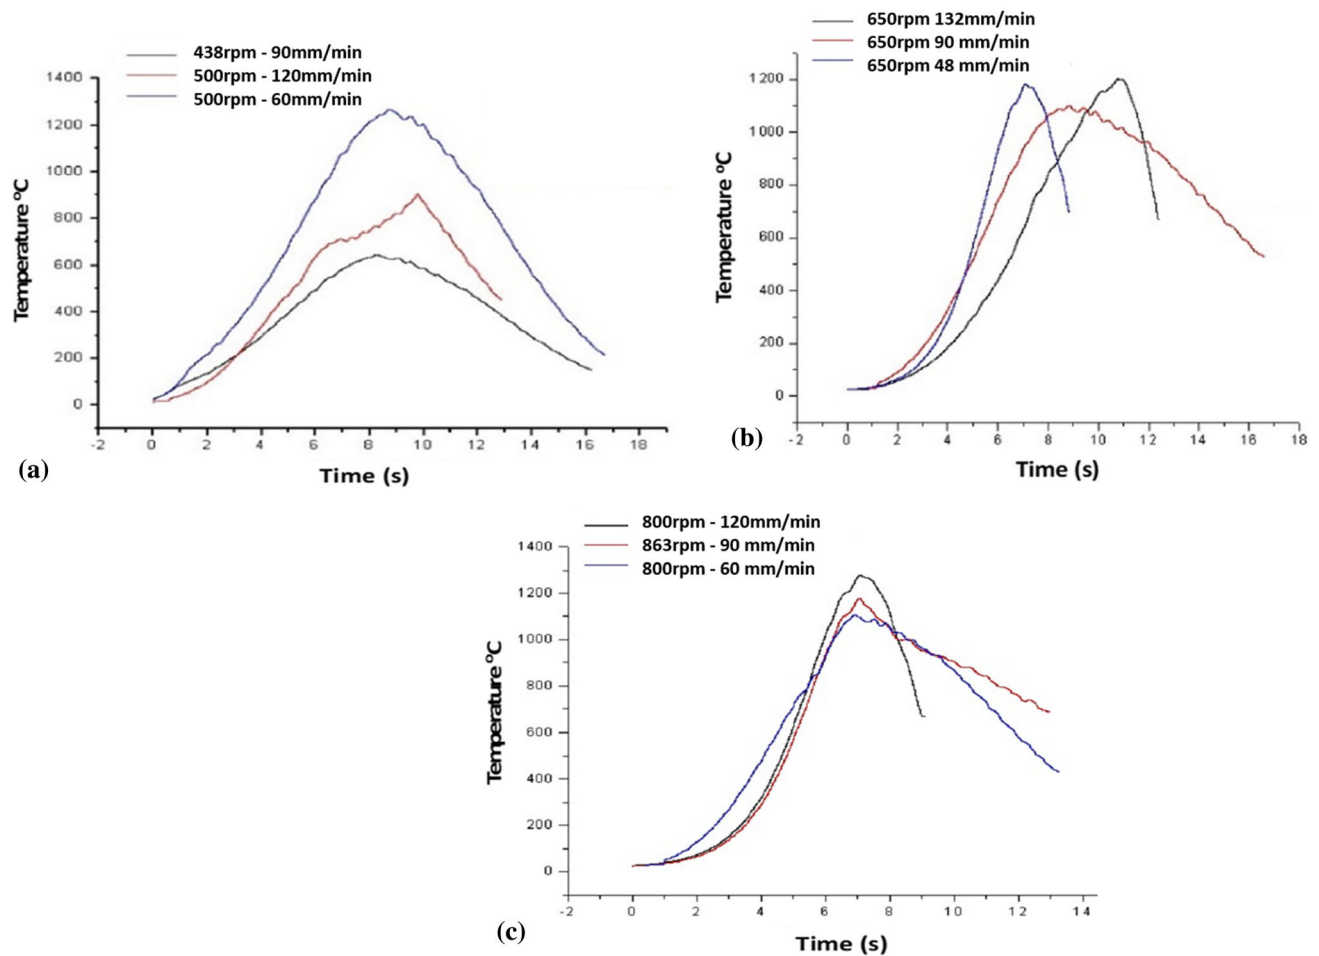 438rpm - 90mm/min
500rpm - 120mm/min
500rpm - 60mm/min
1400
1200
1000
800
600
400
200
0
Temperature ºC
-2 0 2 4 6 8 10 12 14 16 18
Time (s)
(a)
650rpm 132mm/min
650rpm 90 mm/min
650rpm 48 mm/min
1200
1000
800
600
400
200
0
Temperature ºC
-2 0 2 4 6 8 10 12 14 16 18
Time (s)
(b)
800rpm - 120mm/min
863rpm - 90 mm/min
800rpm - 60 mm/min
1400
1200
1000
800
600
400
200
0
Temperature ºC
-2 0 2 4 6 8 10 12 14
Time (s)
(c)